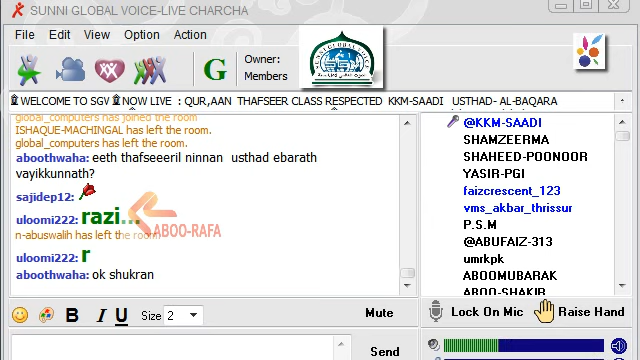 SUNNI GLOBAL VOICE-LIVE CHARCHA
File Edit View Option Action
G Owner:
Members
WELCOME TO SGV NOW LIVE : QUR,AAN THAFSEER CLASS RESPECTED KKM-SAADI USTHAD- AL-BAQARA
global_computers has joined the room
ISHAQUE-MACHINGAL has left the room.
global_computers has left the room.
aboothwaha: eeth thafseeeril ninnan usthad ebarath
vayikkunnath?
sajidep12:
uloomi222: razi...
ABOO-RAFA
n-abuswalih has left the room.
uloomi222: r
aboothwaha: ok shukran
@KKM-SAADI
SHAMZEERMA
SHAHEED-POONOOR
YASIR-PGI
faizcrescent_123
vms_akbar_thrissur
P.S.M
@ABUFAIZ-313
umrkpk
ABOOMUBARAK
ABOO-SHAKIR
B I U Size 2 Mute
Lock On Mic Raise Hand
Send